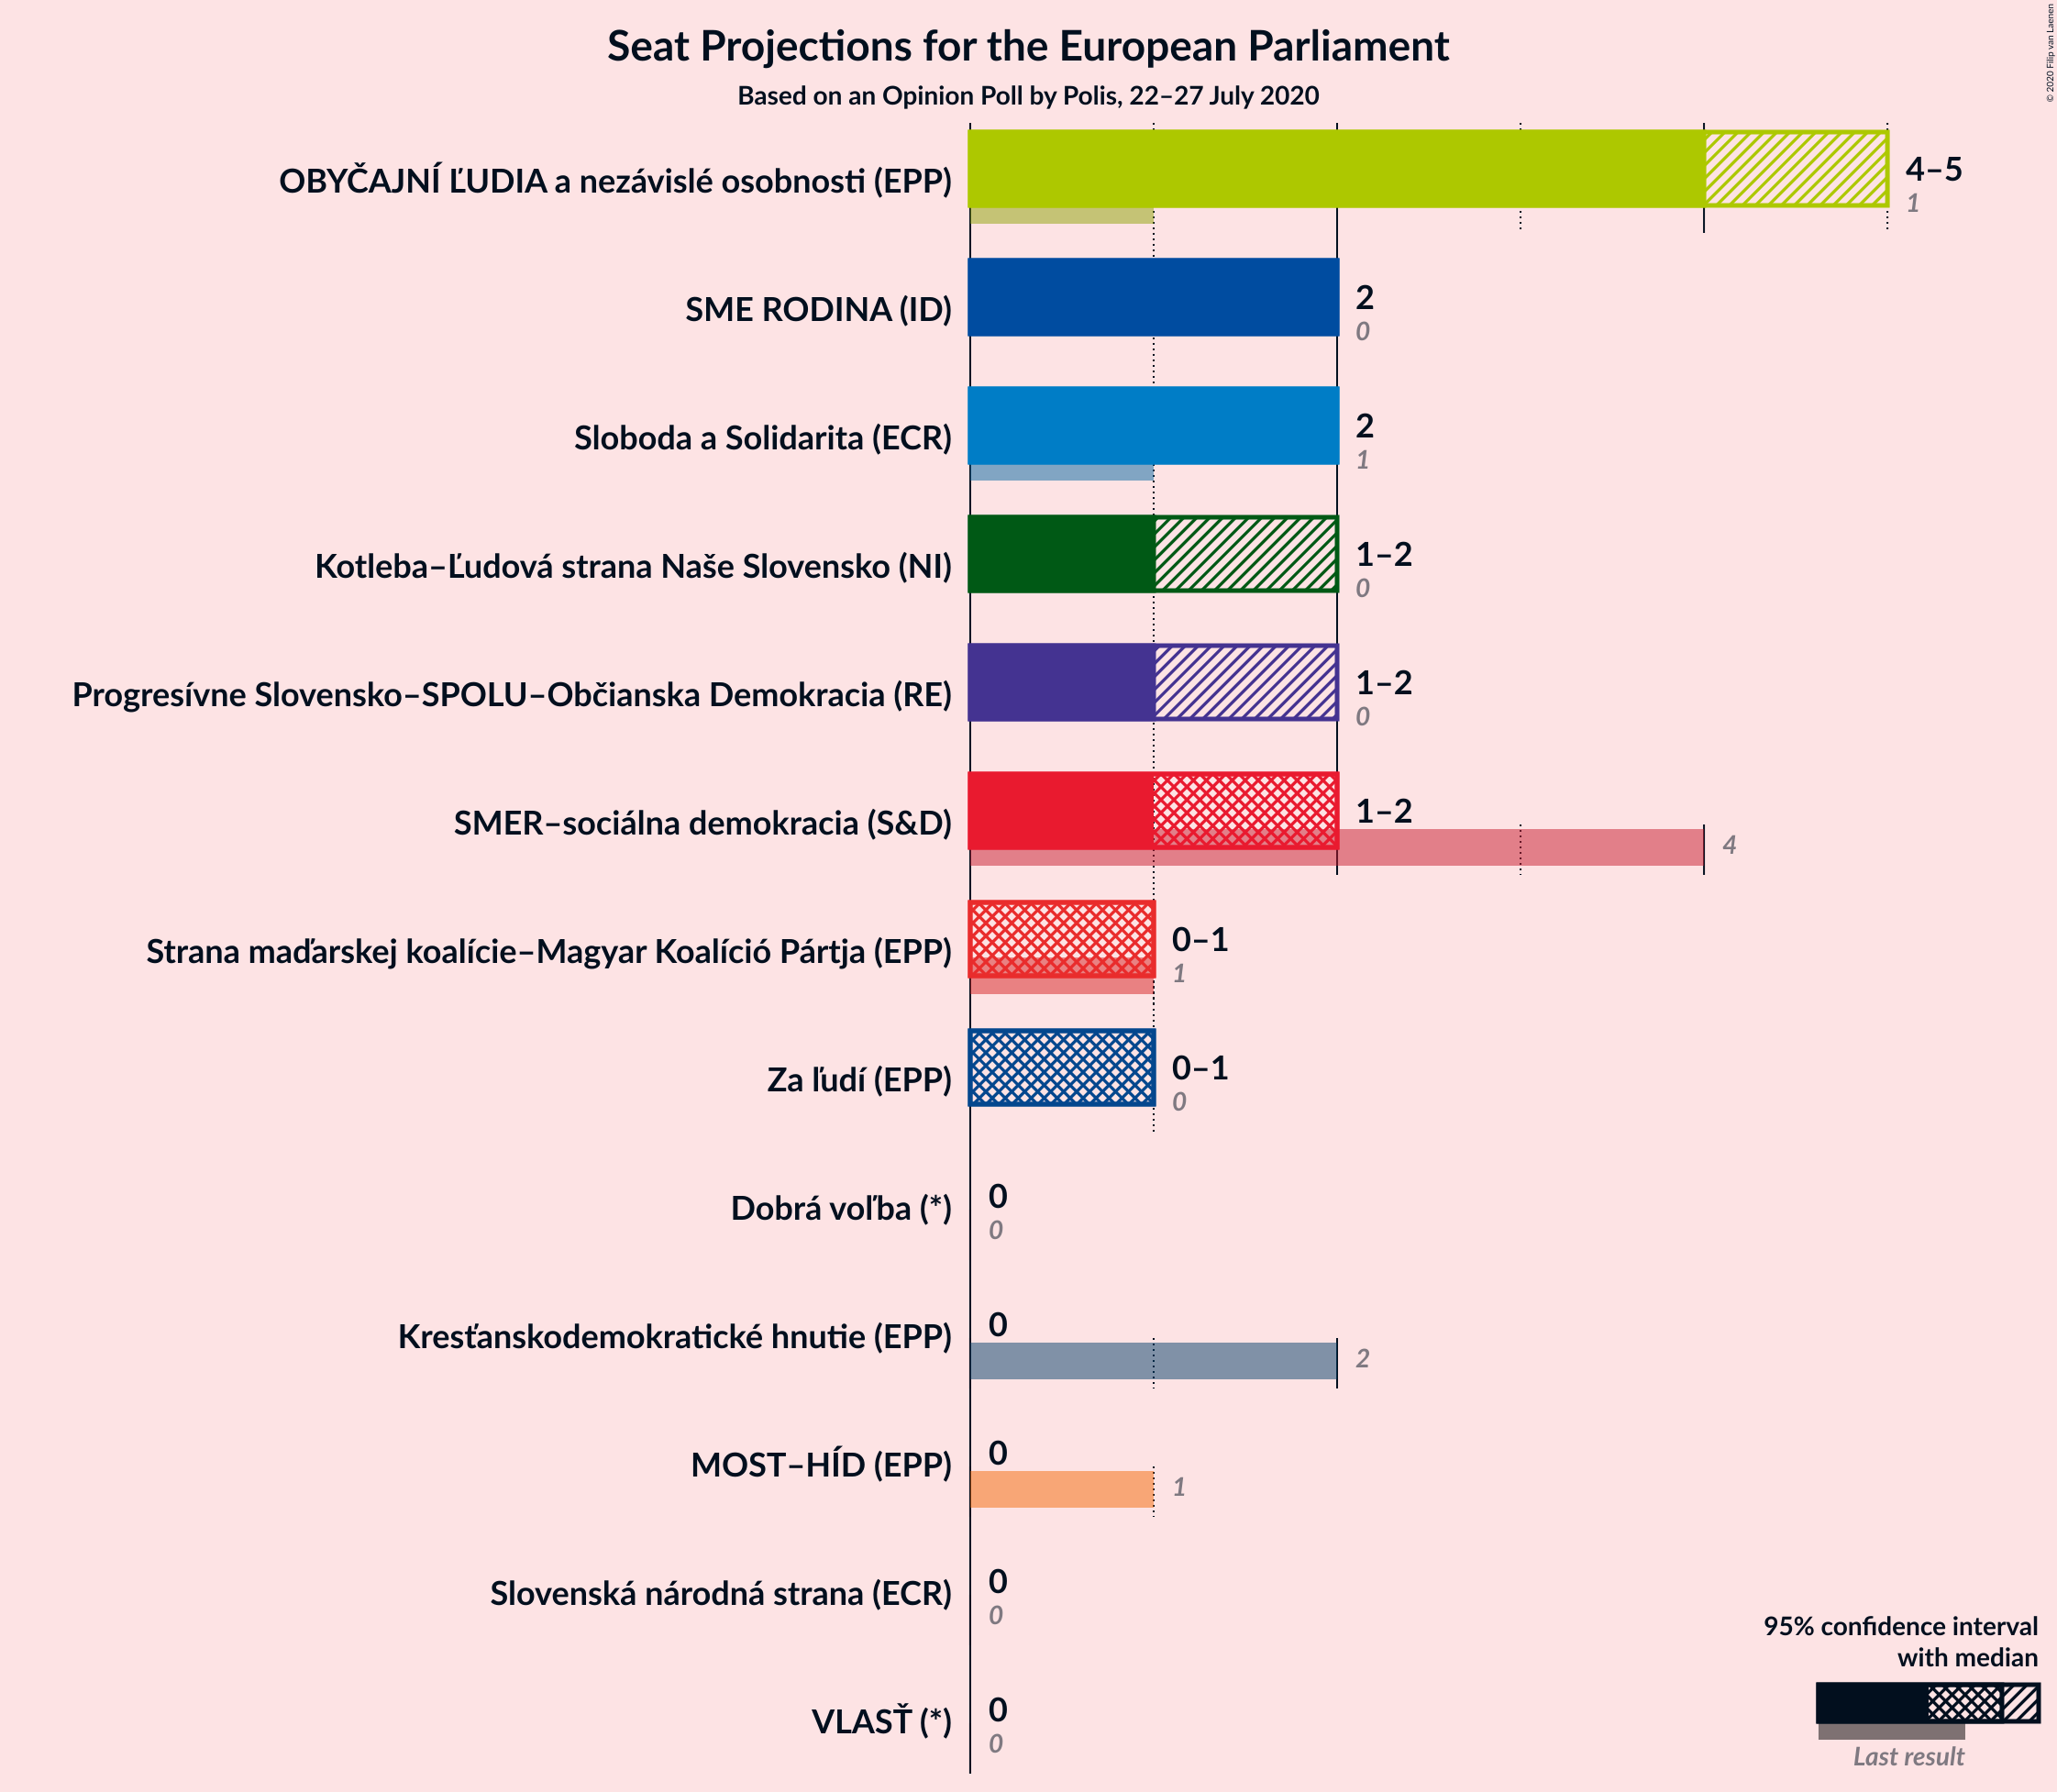 Seat Projections for the European Parliament
Based on an Opinion Poll by Polis, 22–27 July 2020
© 2020 Filip van Laenen
OBYČAJNÍ ĽUDIA a nezávislé osobnosti (EPP)
4–5
1
SME RODINA (ID)
2
0
Sloboda a Solidarita (ECR)
2
1
Kotleba–Ľudová strana Naše Slovensko (NI)
1–2
0
Progresívne Slovensko–SPOLU–Občianska Demokracia (RE)
1–2
0
SMER–sociálna demokracia (S&D)
1–2
4
Strana maďarskej koalície–Magyar Koalíció Pártja (EPP)
0–1
1
Za ľudí (EPP)
0–1
0
Dobrá voľba (*)
0
0
Kresťanskodemokratické hnutie (EPP)
0
2
MOST–HÍD (EPP)
0
1
Slovenská národná strana (ECR)
0
0
VLASŤ (*)
0
0
95% confidence interval
with median
Last result